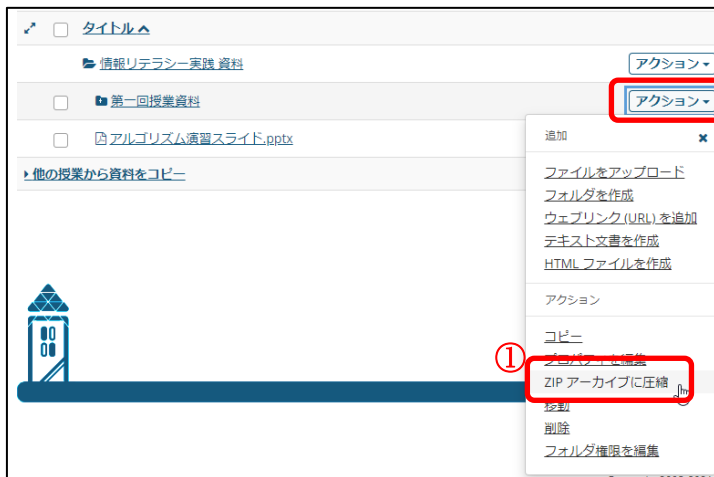 タイトル
情報リテラシー実践 資料 アクション
第一回授業資料 アクション
アルゴリズム演習スライド.pptx
他の授業から資料をコピー
追加
ファイルをアップロード
フォルダを作成
ウェブリンク (URL) を追加
テキスト文書を作成
HTML ファイルを作成
アクション
コピー
①
プロパティを編集
ZIP アーカイブに圧縮
移動
削除
フォルダ権限を編集